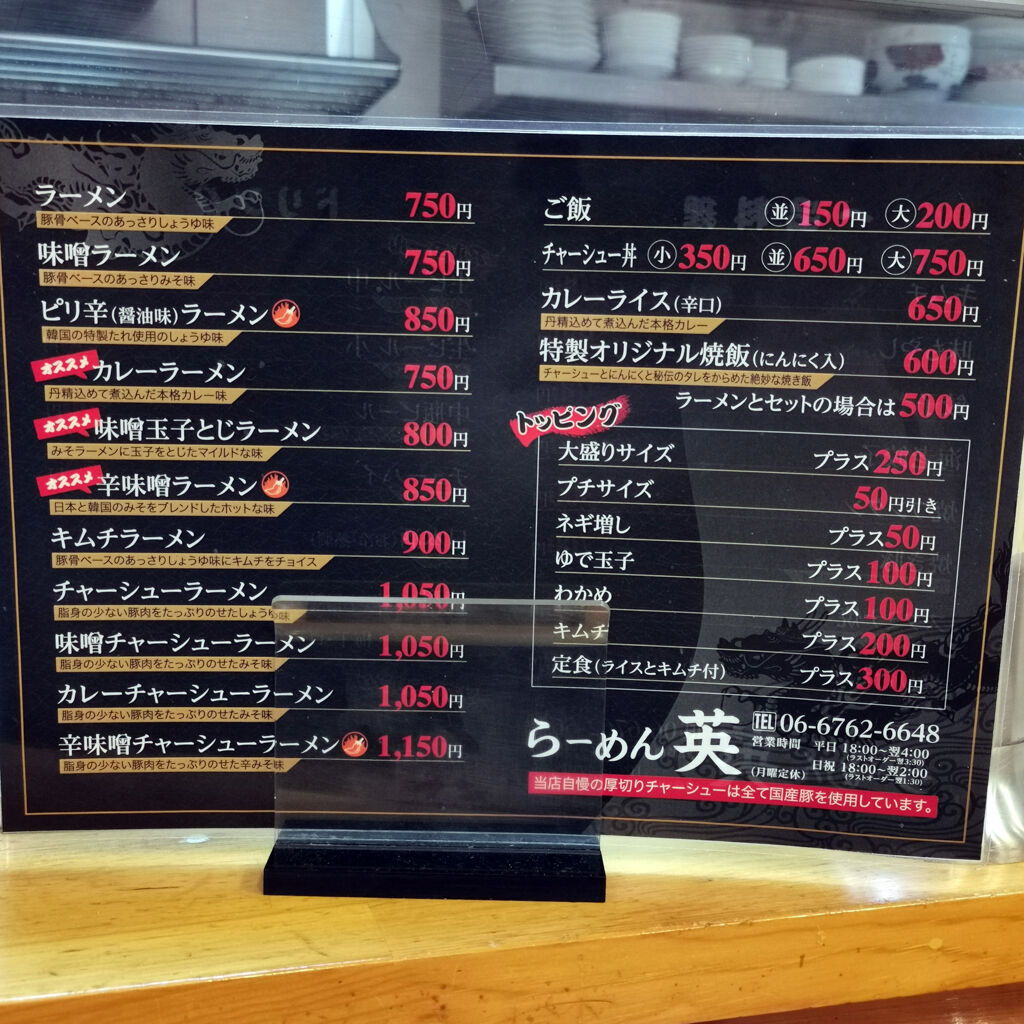 ラーメン 750円
豚骨ベースのあっさりしょうゆ味
味噌ラーメン 750円
豚骨ベースのあっさりみそ味
ピリ辛(醤油味)ラーメン 850円
韓国の特製たれ使用のしょうゆ味
オススメ カレーラーメン 750円
丹精込めて煮込んだ本格カレー味
オススメ 味噌玉子とじラーメン 800円
みそラーメンに玉子をとじたマイルドな味
オススメ 辛味噌ラーメン 850円
日本と韓国のみそをブレンドしたホットな味
キムチラーメン 900円
豚骨ベースのあっさりしょうゆ味にキムチをチョイス
チャーシューラーメン 1,050円
脂身の少ない豚肉をたっぷりのせたしょうゆ味
味噌チャーシューラーメン 1,050円
脂身の少ない豚肉をたっぷりのせたみそ味
カレーチャーシューラーメン 1,050円
脂身の少ない豚肉をたっぷりのせたみそ味
辛味噌チャーシューラーメン 1,150円
脂身の少ない豚肉をたっぷりのせた辛みそ味
ご飯 並150円 大200円
チャーシュー丼 小350円 並650円 大750円
カレーライス(辛口) 650円
丹精込めて煮込んだ本格カレー
特製オリジナル焼飯(にんにく入) 600円
チャーシューとにんにくと秘伝のタレをからめた絶妙な焼き飯
ラーメンとセットの場合は500円
トッピング
大盛りサイズ プラス250円
プチサイズ 50円引き
ネギ増し プラス50円
ゆで玉子 プラス100円
わかめ プラス100円
キムチ プラス200円
定食(ライスとキムチ付) プラス300円
らーめん 英
TEL 06-6762-6648
営業時間 平日 18:00～翌4:00
(ラストオーダー翌3:30)
日祝 18:00～翌2:00
(月曜定休) (ラストオーダー翌1:30)
当店自慢の厚切りチャーシューは全て国産豚を使用しています。